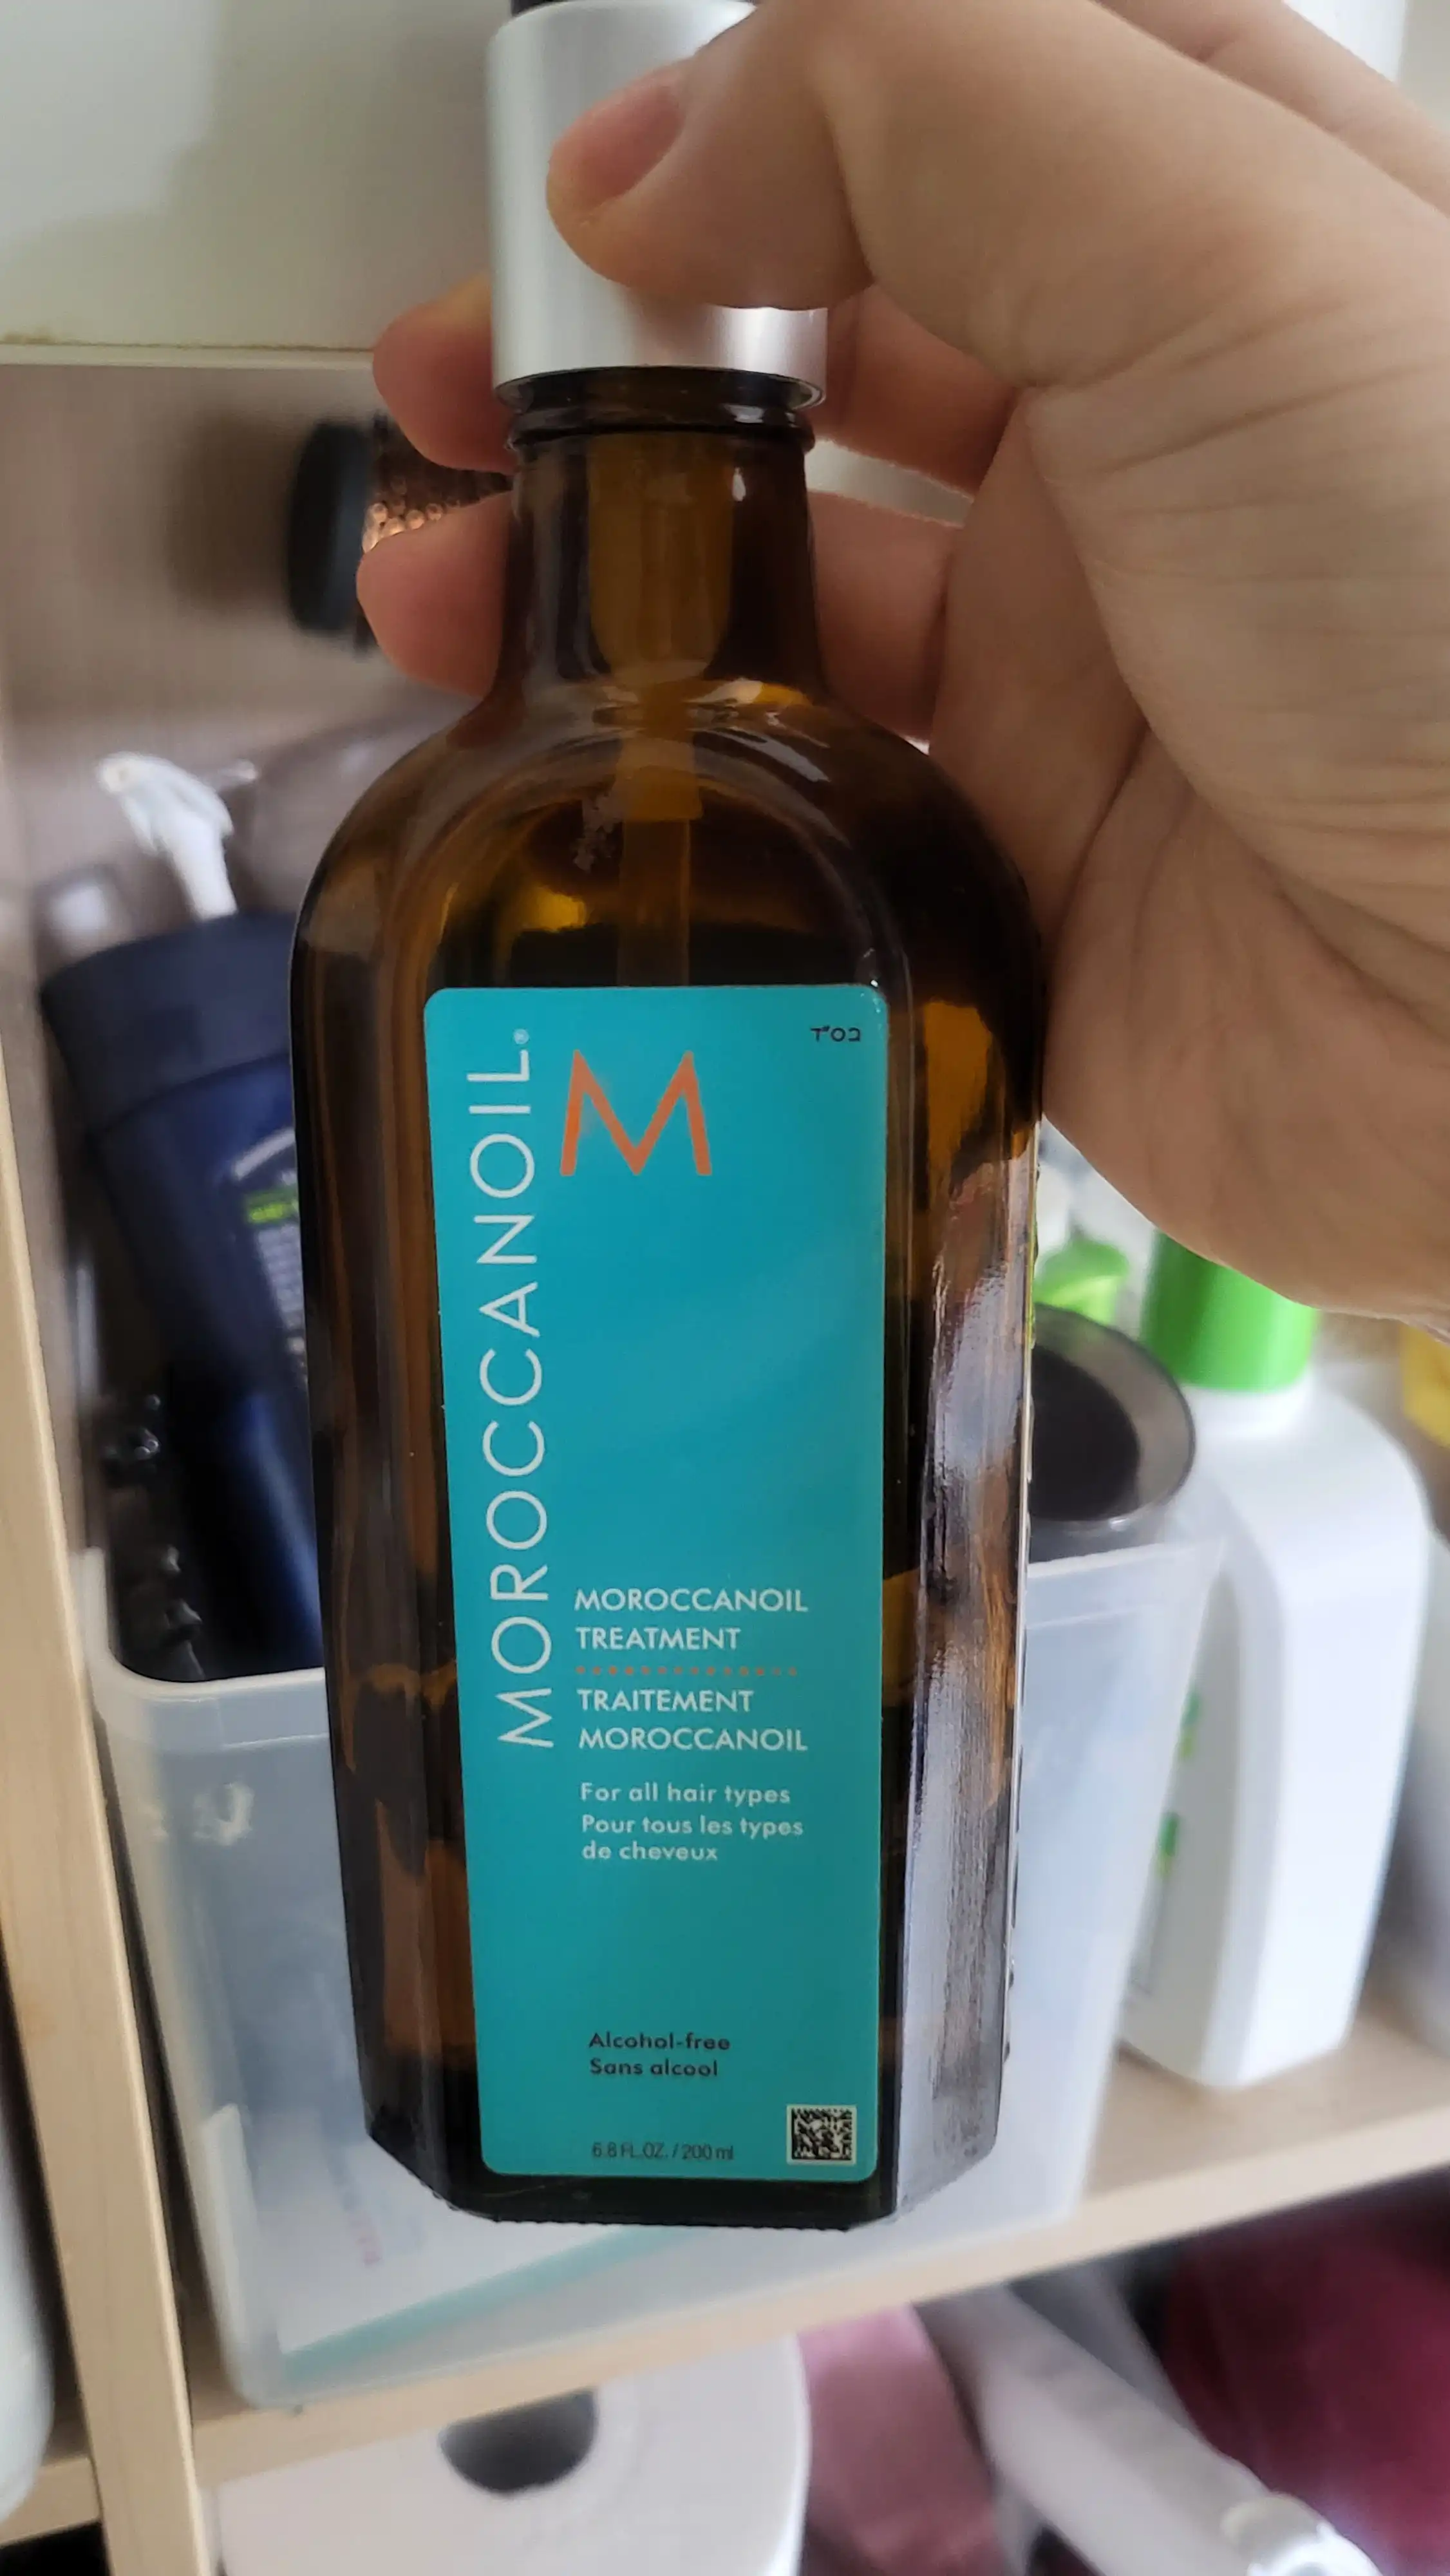 MOROCCANOIL®
M
בס"ד
MOROCCANOIL
TREATMENT
TRAITEMENT
MOROCCANOIL
For all hair types
Pour tous les types
de cheveux
Alcohol-free
Sans alcool
6.8 FL.OZ. / 200 ml